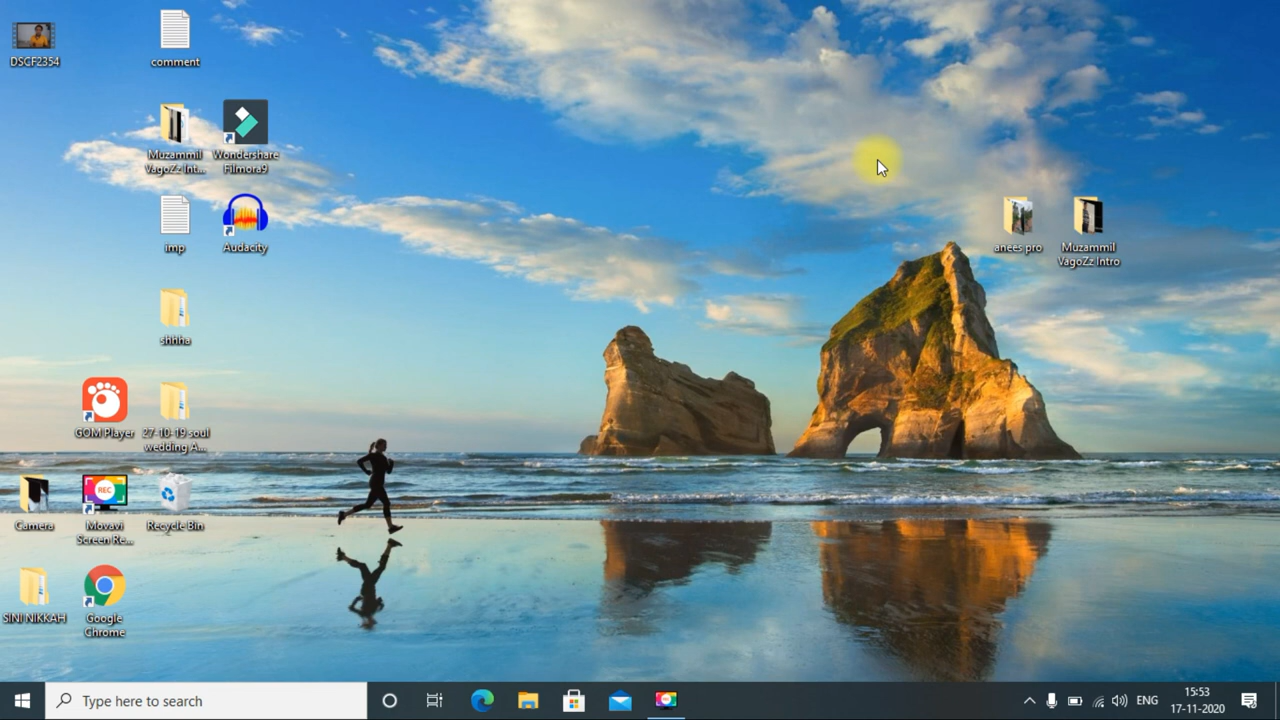 DSCF2354
comment
Muzammil
VagoZz Int...
Wondershare
Filmora9
imp
Audacity
anees pro
Muzammil
VagoZz Intro
shhha
GOM Player
27-10-19 soul
wedding A...
Camera
REC
Movavi
Screen Re...
Recycle Bin
SINI NIKKAH
Google
Chrome
Type here to search
ENG
15:53
17-11-2020